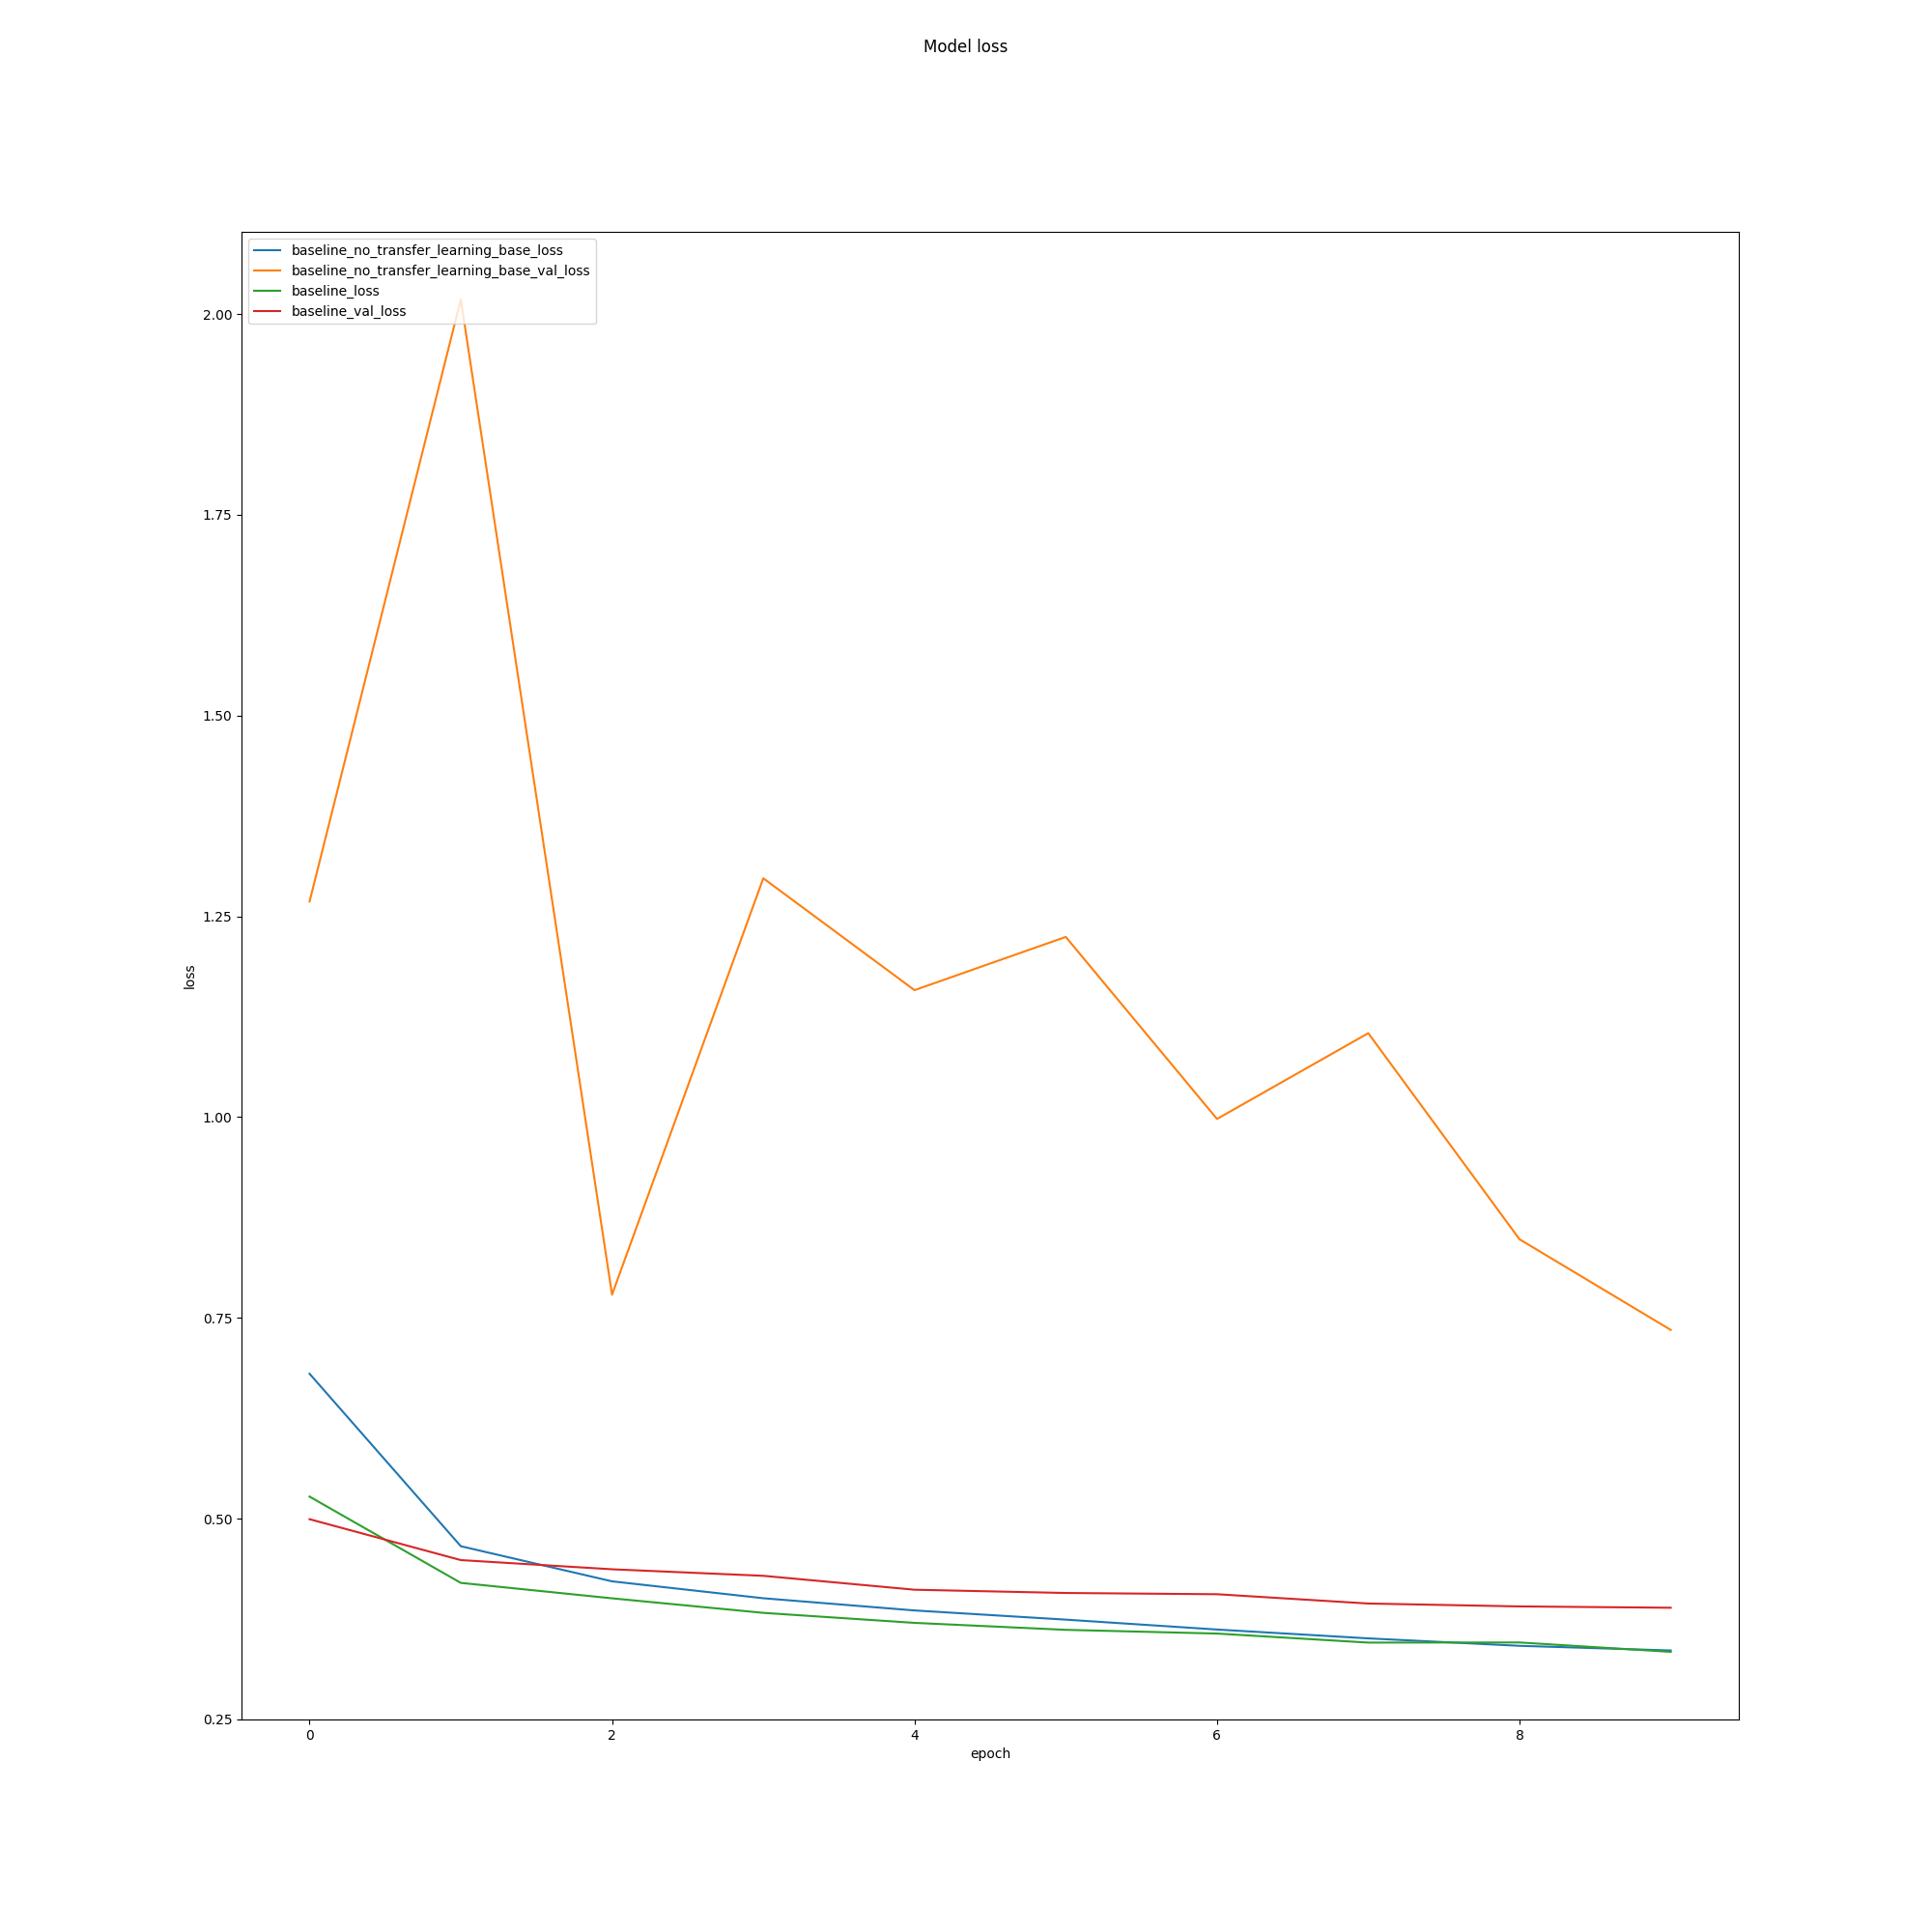 Model loss
baseline_no_transfer_learning_base_loss
baseline_no_transfer_learning_base_val_loss
baseline_loss
baseline_val_loss
2.00
1.75
1.50
1.25
1.00
0.75
0.50
0.25
loss
0 2 4 6 8
epoch